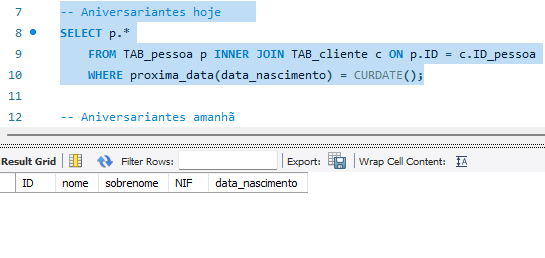 7 -- Aniversariantes hoje
8 SELECT p.*
9 FROM TAB_pessoa p INNER JOIN TAB_cliente c ON p.ID = c.ID_pessoa
10 WHERE proxima_data(data_nascimento) = CURDATE();
11
12 -- Aniversariantes amanhã
Result Grid Filter Rows: Export: Wrap Cell Content:
ID nome sobrenome NIF data_nascimento